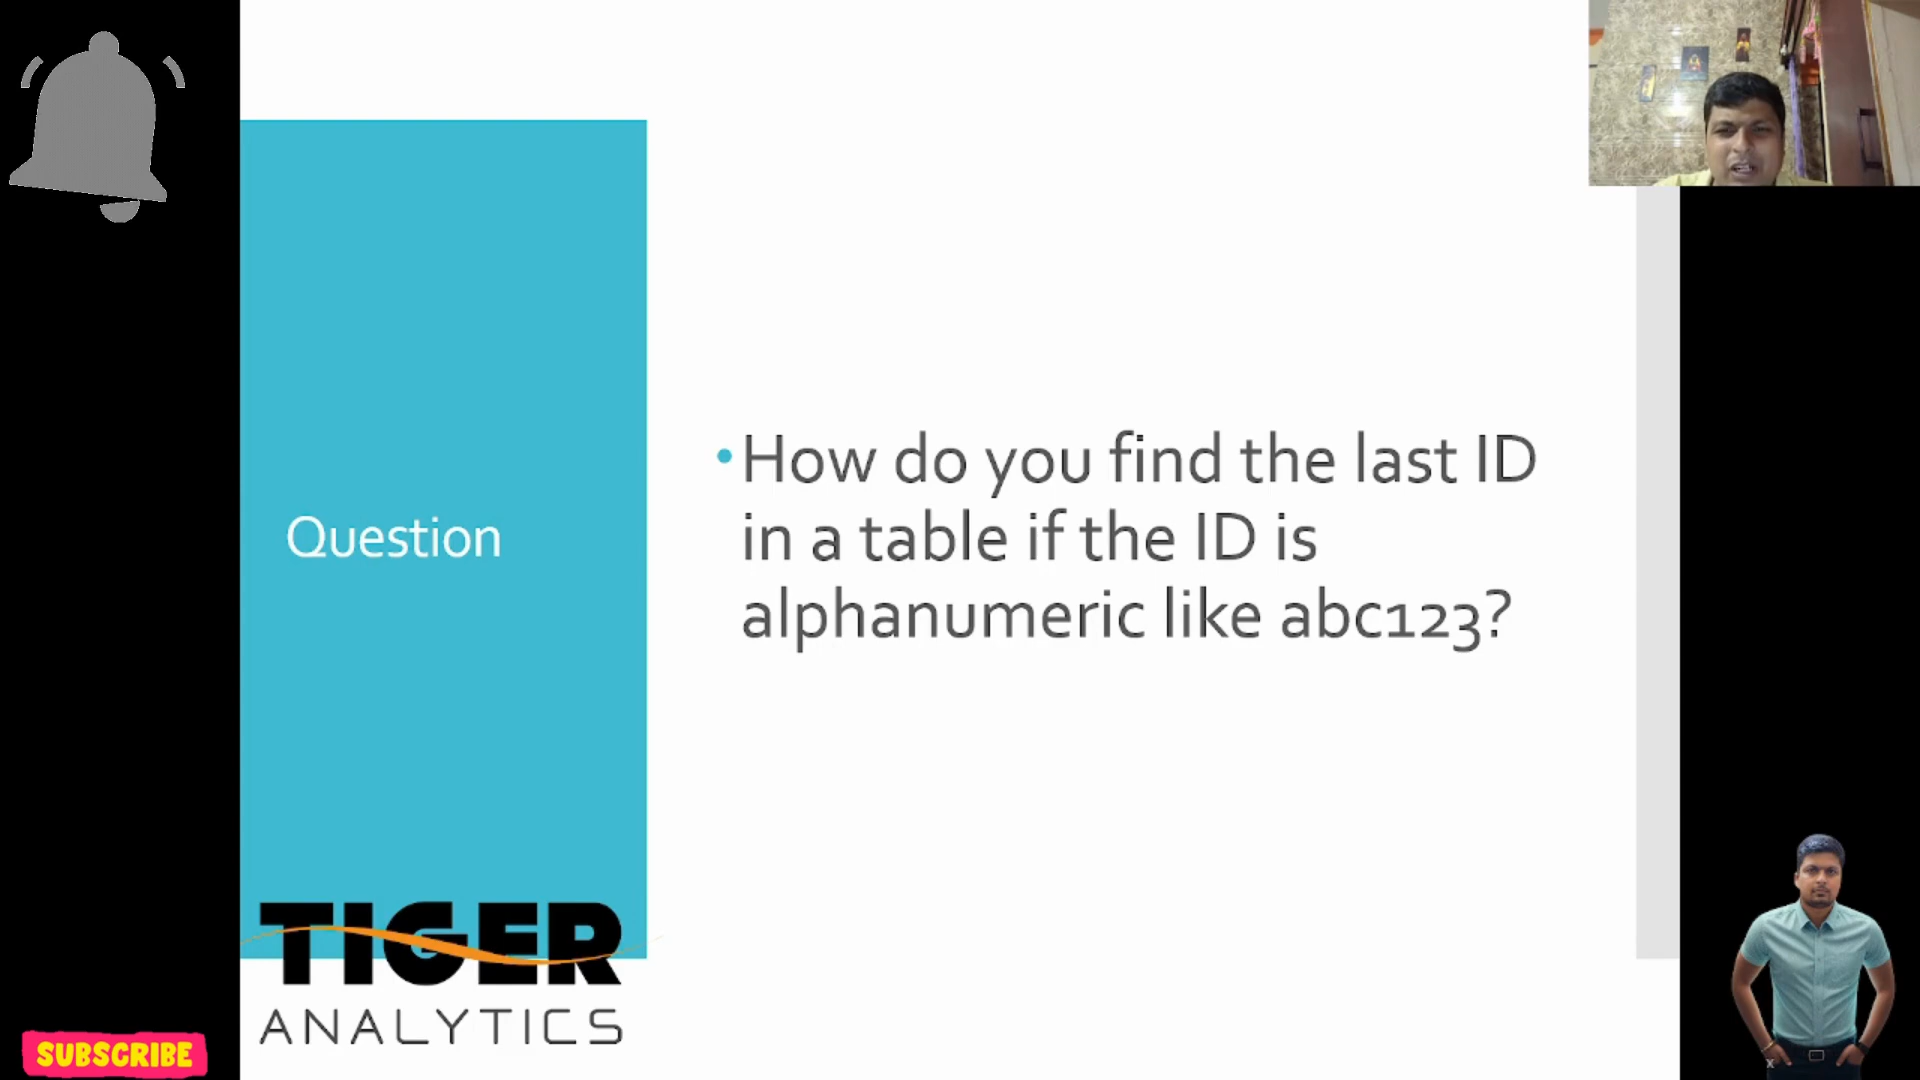 Question
• How do you find the last ID
in a table if the ID is
alphanumeric like abc123?
TIGER
ANALYTICS
SUBSCRIBE
x